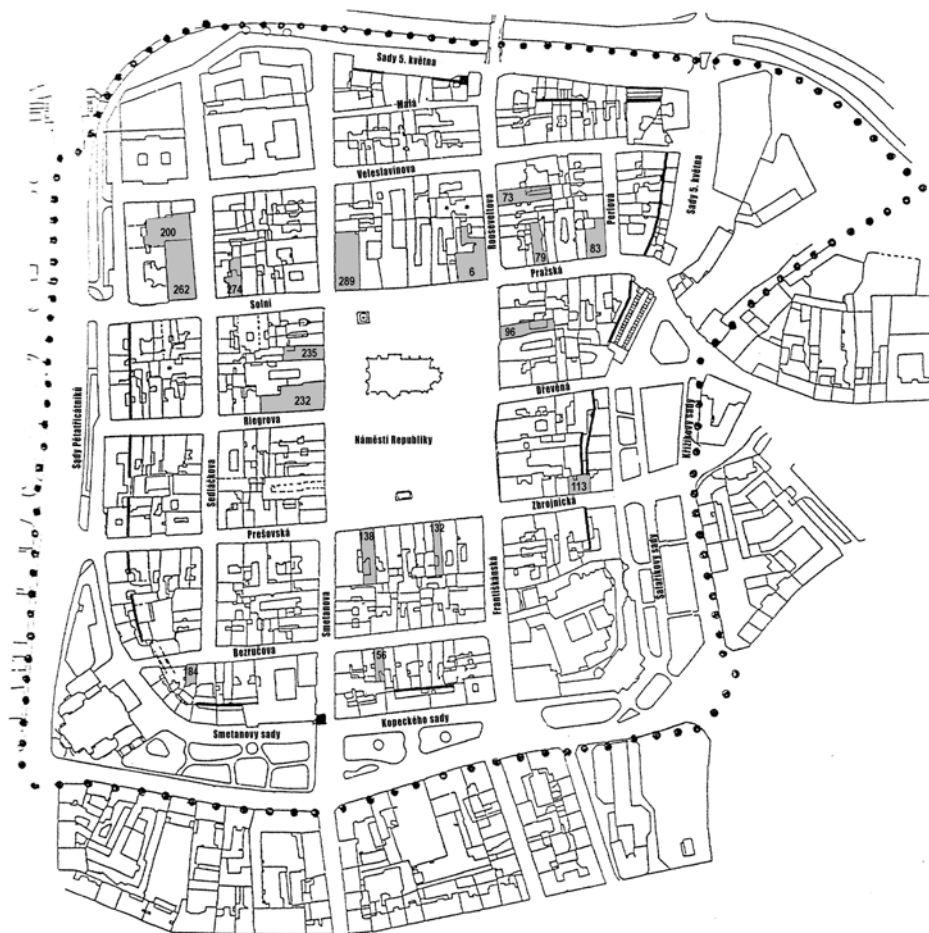 Sady 5. května
Malá
Veleslavínova
Rooseveltova
Perlová
Sady 5. května
73
200
79
83
262
274
289
6
Pražská
Solní
96
235
232
Dřevěná
Riegrova
Sady Pětatřicátníků
Náměstí Republiky
Křižíkovy sady
Sedláčkova
113
Zbrojnická
Prešovská
138
132
Smetanova
Františkánská
Šafaříkovy sady
Bezručova
184
156
Smetanovy sady
Kopeckého sady